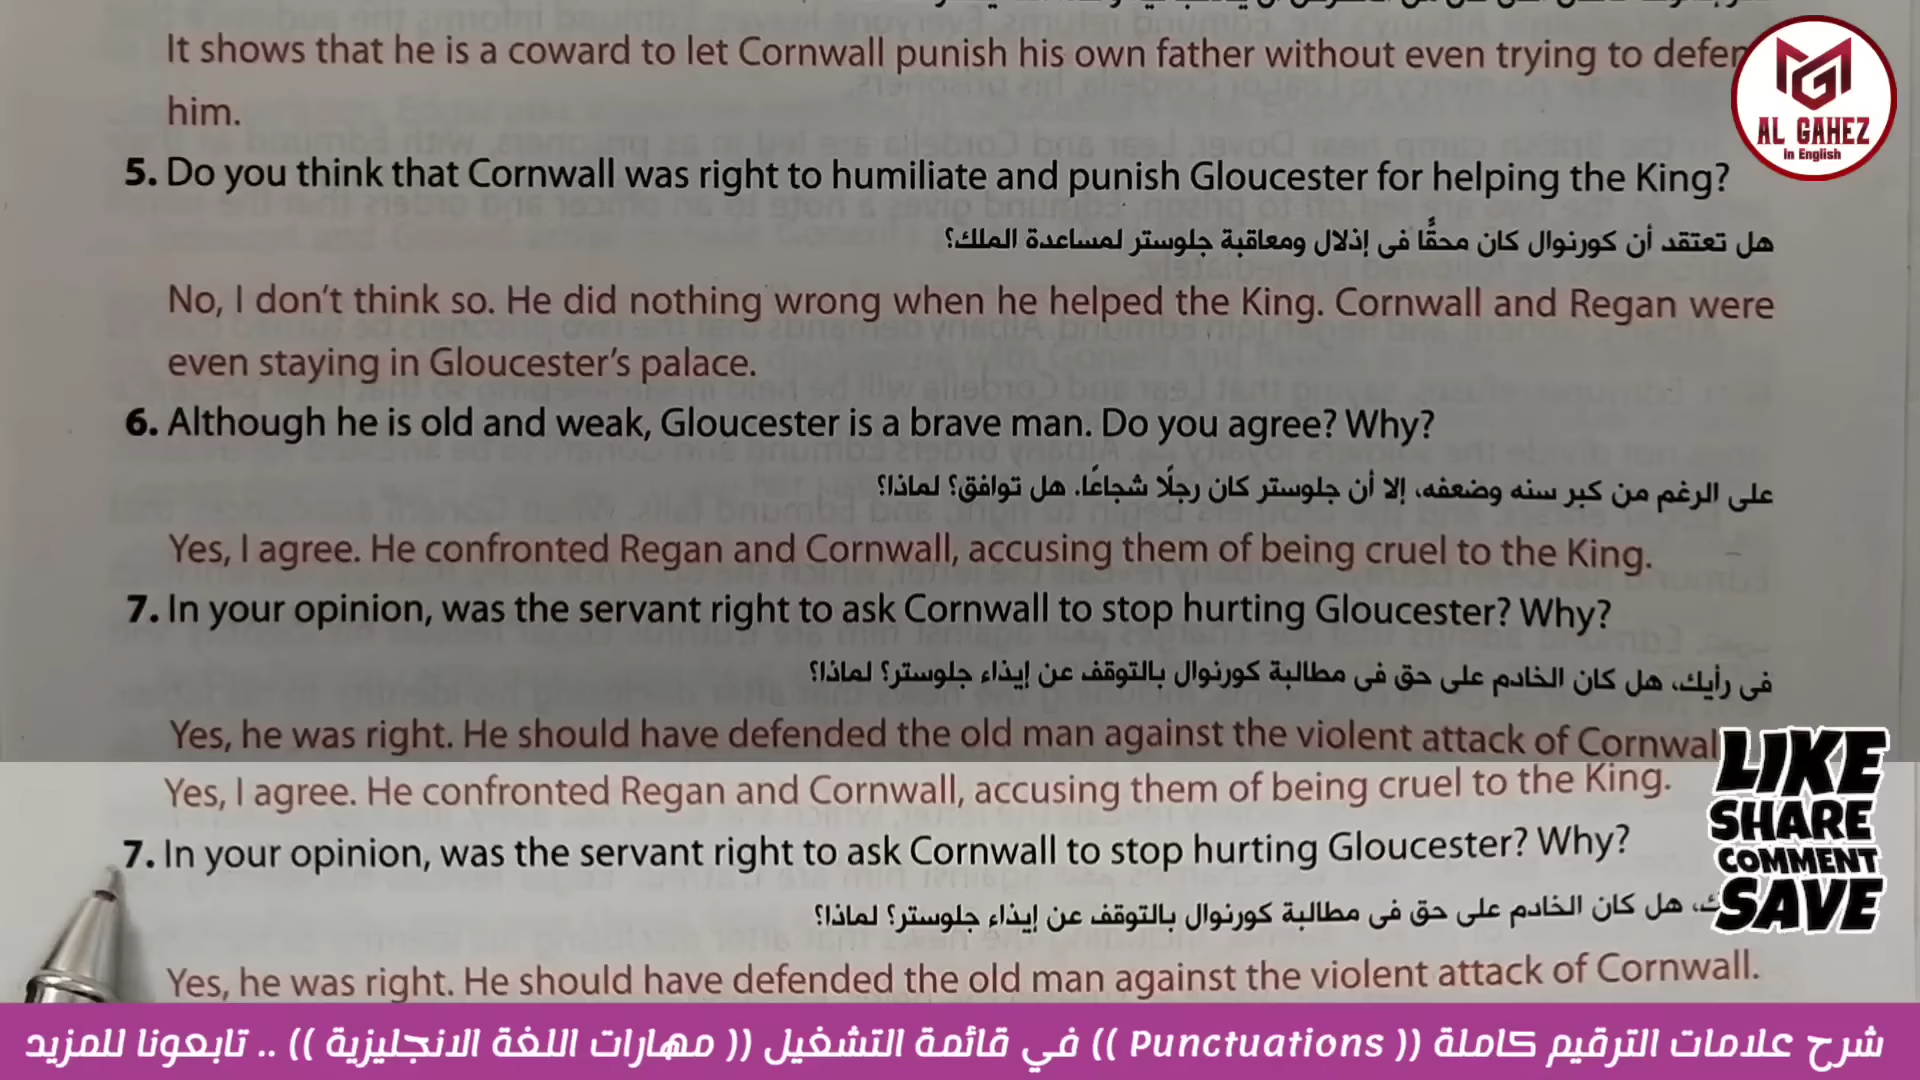 It shows that he is a coward to let Cornwall punish his own father without even trying to defen
him.
5. Do you think that Cornwall was right to humiliate and punish Gloucester for helping the King?
هل تعتقد أن كورنوال كان محقًّا فى إذلال ومعاقبة جلوستر لمساعدة الملك؟
No, I don't think so. He did nothing wrong when he helped the King. Cornwall and Regan were
even staying in Gloucester's palace.
6. Although he is old and weak, Gloucester is a brave man. Do you agree? Why?
على الرغم من كبر سنه وضعفه، إلا أن جلوستر كان رجلًا شجاعًا. هل توافق؟ لماذا؟
Yes, I agree. He confronted Regan and Cornwall, accusing them of being cruel to the King.
7. In your opinion, was the servant right to ask Cornwall to stop hurting Gloucester? Why?
فى رأيك، هل كان الخادم على حق فى مطالبة كورنوال بالتوقف عن إيذاء جلوستر؟ لماذا؟
Yes, he was right. He should have defended the old man against the violent attack of Cornwal
Yes, I agree. He confronted Regan and Cornwall, accusing them of being cruel to the King.
7. In your opinion, was the servant right to ask Cornwall to stop hurting Gloucester? Why?
هل كان الخادم على حق فى مطالبة كورنوال بالتوقف عن إيذاء جلوستر؟ لماذا؟
Yes, he was right. He should have defended the old man against the violent attack of Cornwall.
AL GAHEZ
In English
LIKE
SHARE
COMMENT
SAVE
شرح علامات الترقيم كاملة (( Punctuations )) في قائمة التشغيل (( مهارات اللغة الانجليزية )) .. تابعونا للمزيد